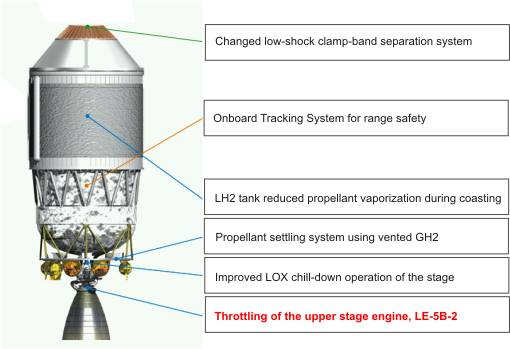 Changed low-shock clamp-band separation system
Onboard Tracking System for range safety
LH2 tank reduced propellant vaporization during coasting
Propellant settling system using vented GH2
Improved LOX chill-down operation of the stage
Throttling of the upper stage engine, LE-5B-2